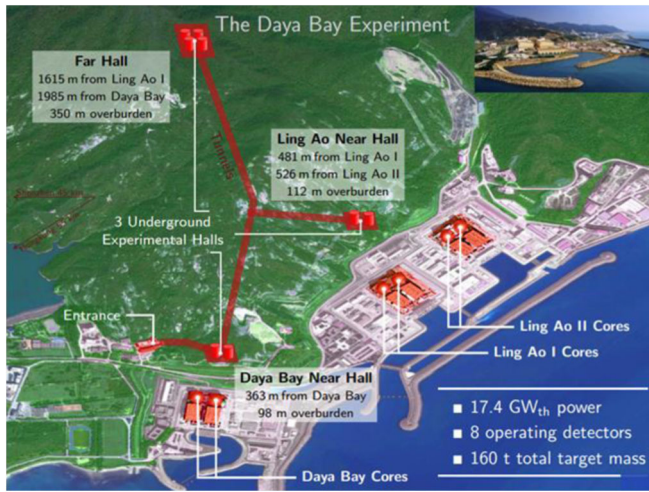 The Daya Bay Experiment
Far Hall
1615 m from Ling Ao I
1985 m from Daya Bay
350 m overburden
Ling Ao Near Hall
481 m from Ling Ao I
526 m from Ling Ao II
112 m overburden
Tunnels
3 Underground
Experimental Halls
Entrance
Ling Ao II Cores
Ling Ao I Cores
Daya Bay Near Hall
363 m from Daya Bay
98 m overburden
Daya Bay Cores
■ 17.4 GWth power
■ 8 operating detectors
■ 160 t total target mass